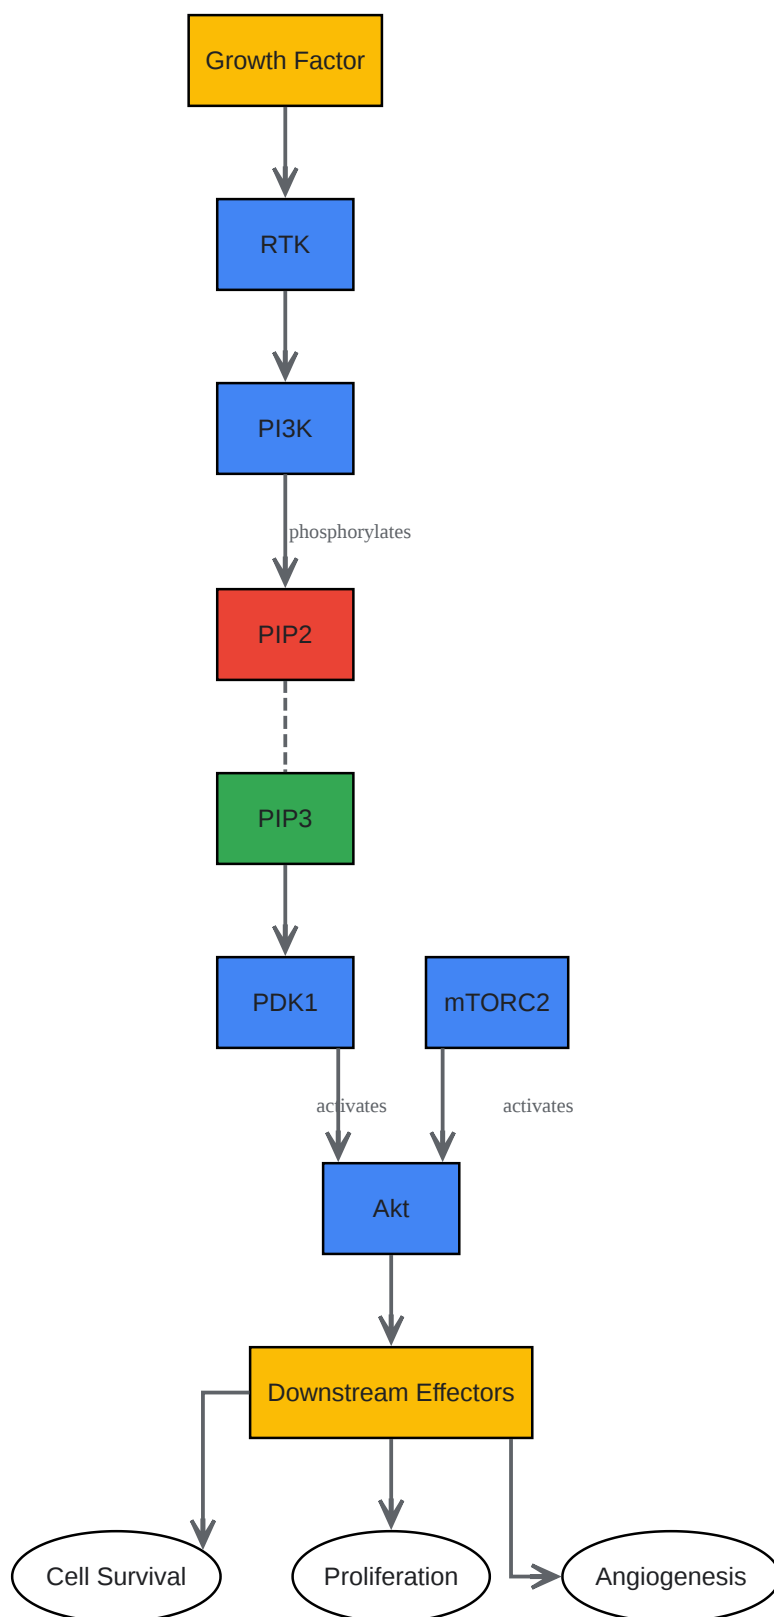 Growth Factor
RTK
PI3K
phosphorylates
PIP2
PIP3
PDK1
mTORC2
activates
activates
Akt
Downstream Effectors
Cell Survival
Proliferation
Angiogenesis